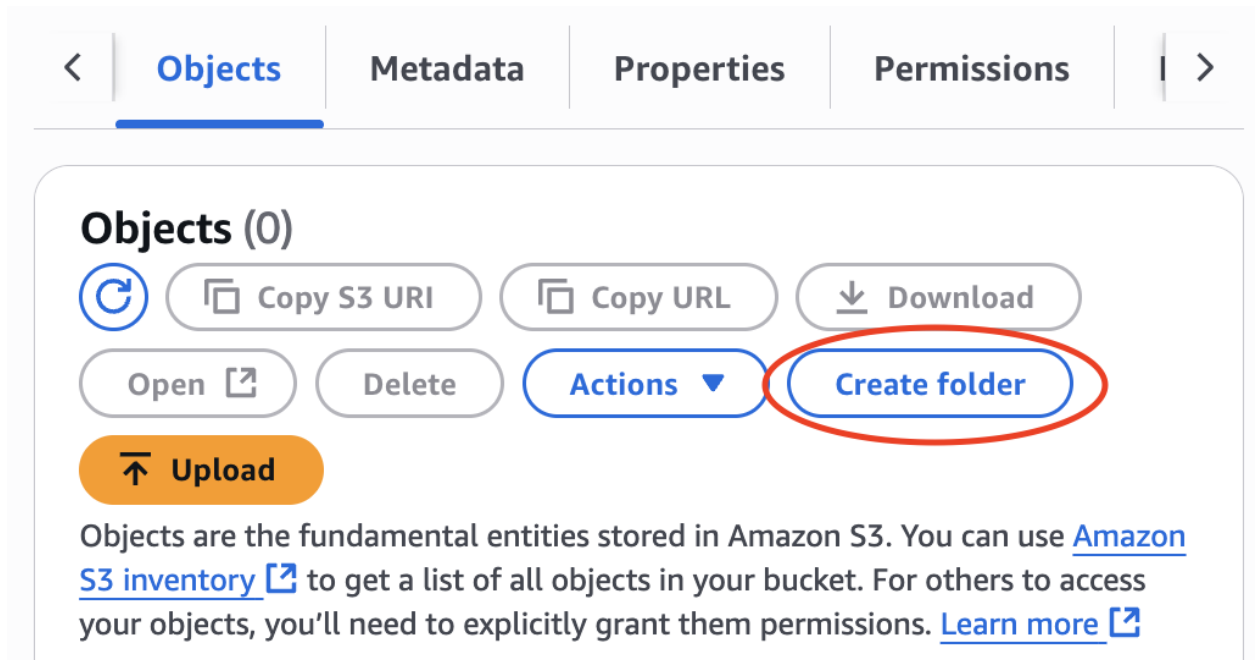 Objects Metadata Properties Permissions
Objects (0)
Copy S3 URI Copy URL Download
Open Delete Actions Create folder
Upload
Objects are the fundamental entities stored in Amazon S3. You can use Amazon
S3 inventory to get a list of all objects in your bucket. For others to access
your objects, you’ll need to explicitly grant them permissions. Learn more